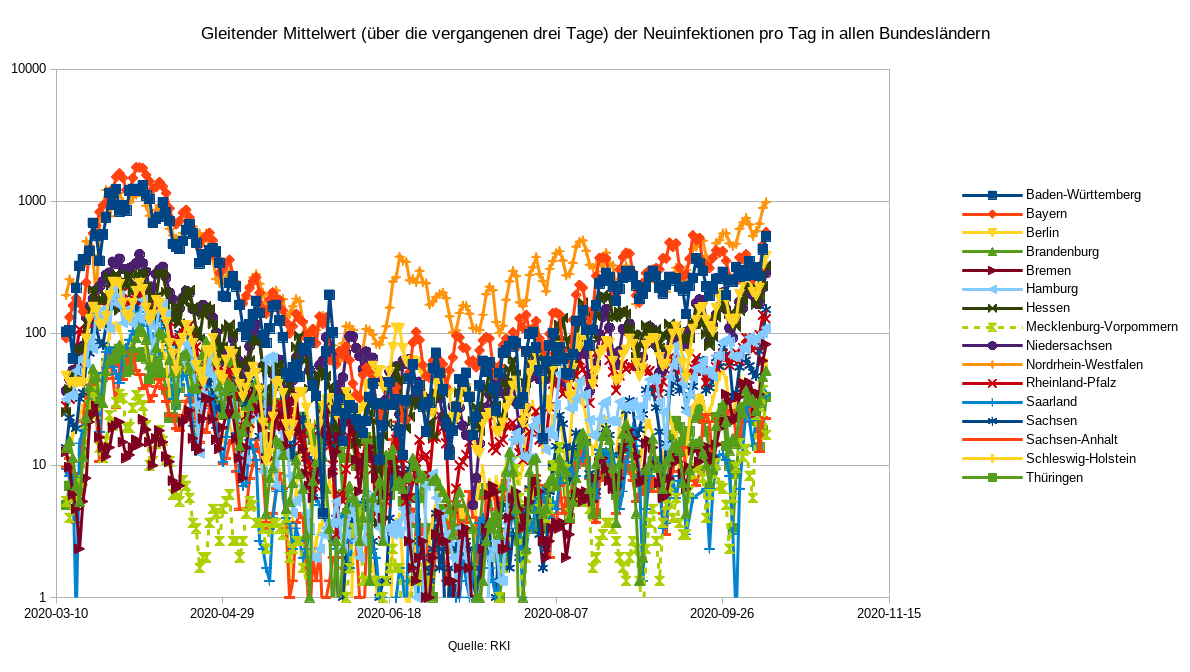 Gleitender Mittelwert (über die vergangenen drei Tage) der Neuinfektionen pro Tag in allen Bundesländern
10000
1000
100
10
1
2020-03-10
2020-04-29
2020-06-18
2020-08-07
2020-09-26
2020-11-15
Quelle: RKI
Baden-Württemberg
Bayern
Berlin
Brandenburg
Bremen
Hamburg
Hessen
Mecklenburg-Vorpommern
Niedersachsen
Nordrhein-Westfalen
Rheinland-Pfalz
Saarland
Sachsen
Sachsen-Anhalt
Schleswig-Holstein
Thüringen